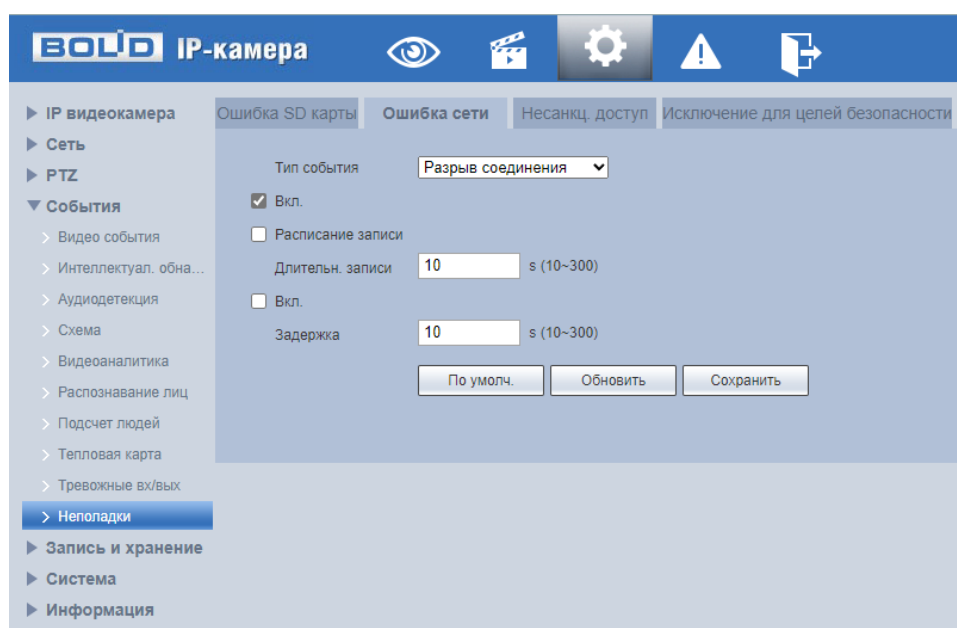 BOLID IP-камера
IP видеокамера
Сеть
PTZ
События
Видео события
Интеллектуал. обна...
Аудиодетекция
Схема
Видеоаналитика
Распознавание лиц
Подсчет людей
Тепловая карта
Тревожные вх/вых
Неполадки
Запись и хранение
Система
Информация
Ошибка SD карты Ошибка сети Несанкц. доступ Исключение для целей безопасности
Тип события Разрыв соединения
Вкл.
Расписание записи
Длительн. записи 10 s (10~300)
Вкл.
Задержка 10 s (10~300)
По умолч. Обновить Сохранить